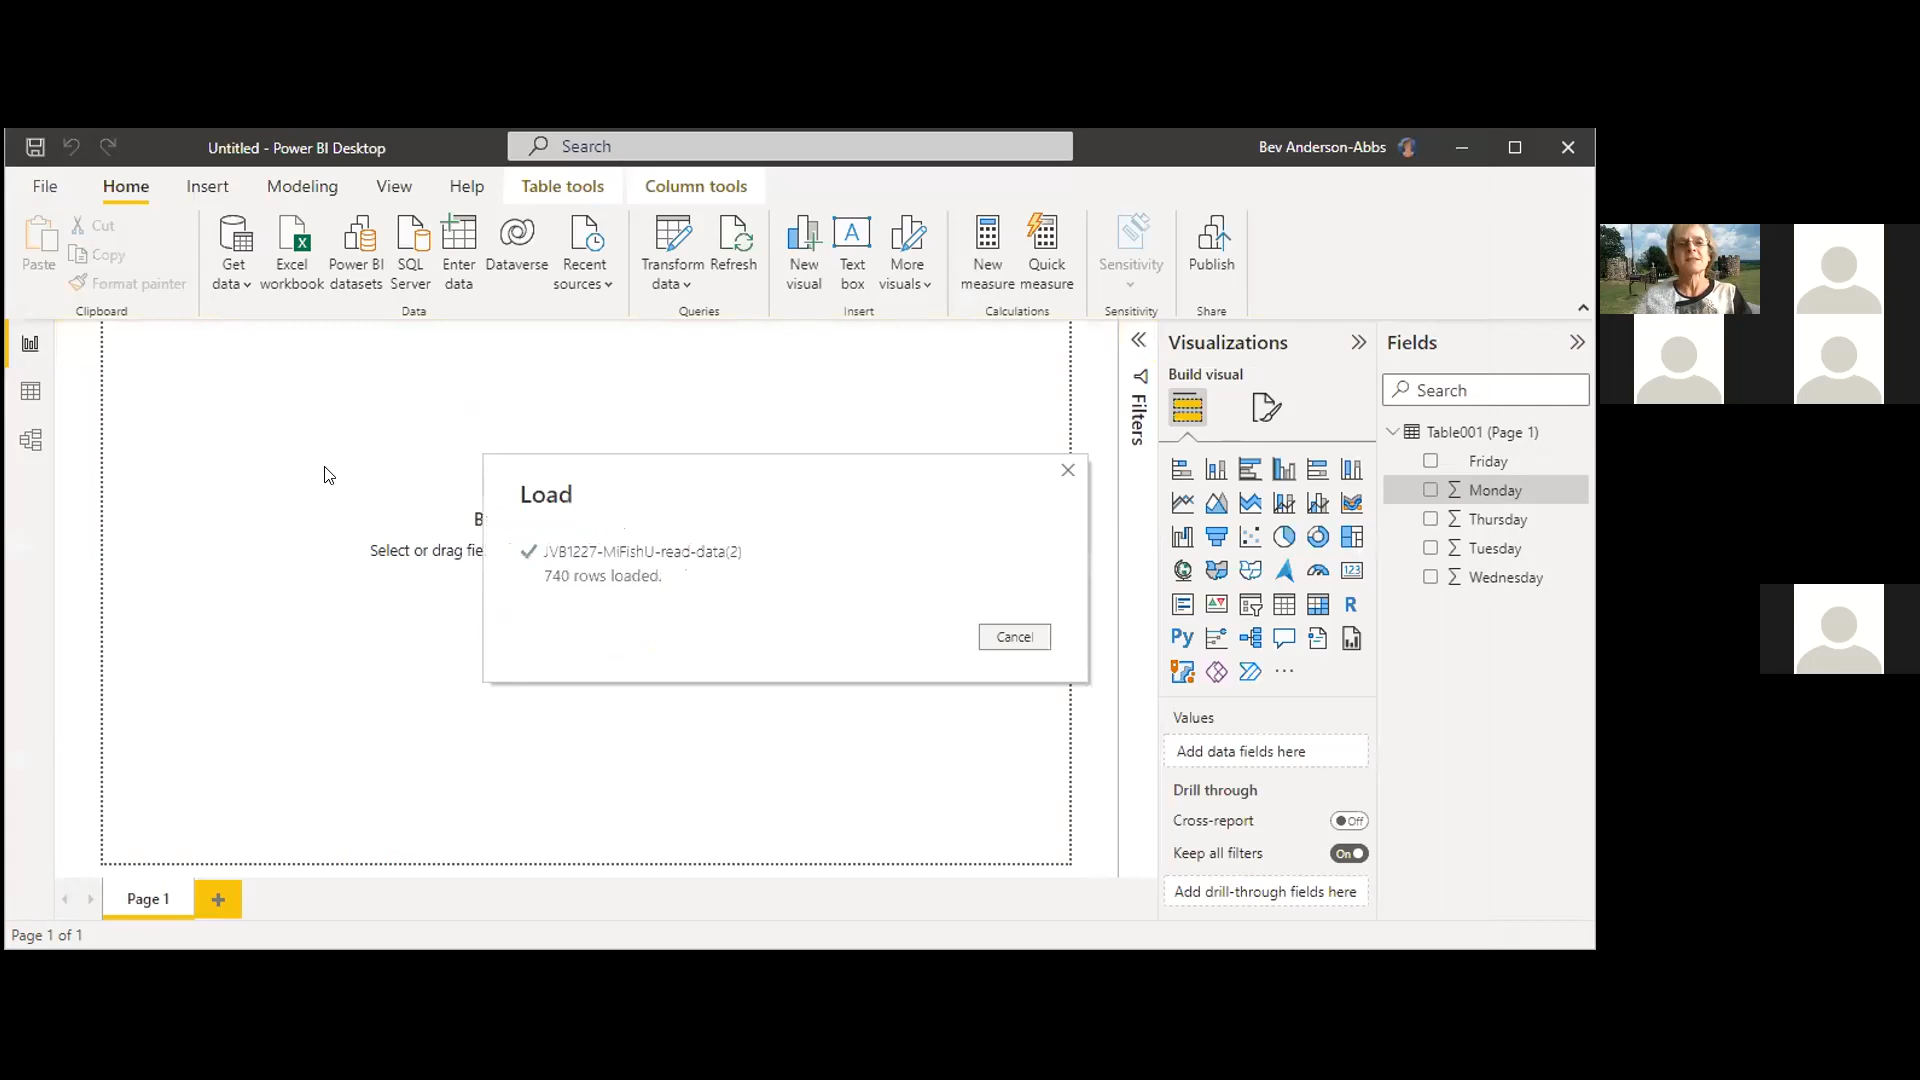 Untitled - Power BI Desktop
Search
Bev Anderson-Abbs
File
Home
Insert
Modeling
View
Help
Table tools
Column tools
Paste
Cut
Copy
Format painter
Clipboard
Get data
Excel workbook
Power BI datasets
SQL Server
Enter data
Dataverse
Recent sources
Data
Transform data
Refresh
Queries
New visual
Text box
More visuals
Insert
New measure
Quick measure
Calculations
Sensitivity
Sensitivity
Publish
Share
B
Select or drag fie
Load
JVB1227-MiFishU-read-data(2)
740 rows loaded.
Cancel
Filters
Visualizations
Build visual
123
R
Py
Values
Add data fields here
Drill through
Cross-report
Off
Keep all filters
On
Add drill-through fields here
Fields
Search
Table001 (Page 1)
Friday
Monday
Thursday
Tuesday
Wednesday
Page 1
Page 1 of 1